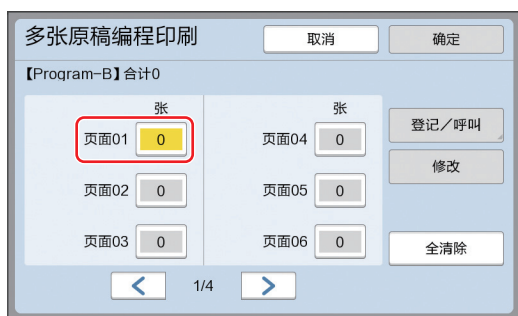 多张原稿编程印刷 取消 确定
【Program-B】合计0
张 张
页面01 0 页面04 0 登记／呼叫
页面02 0 页面05 0 修改
页面03 0 页面06 0 全清除
< 1/4 >